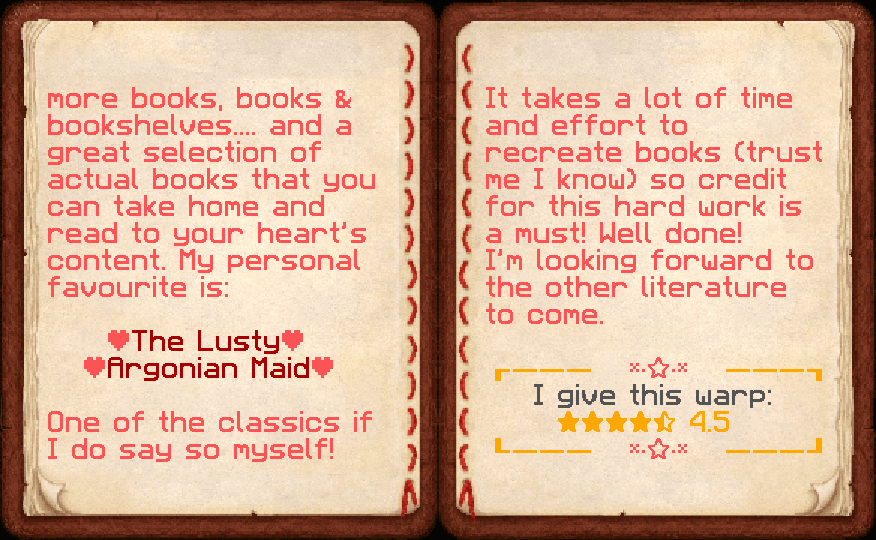 more books, books &
bookshelves.... and a
great selection of
actual books that you
can take home and
read to your heart's
content. My personal
favourite is:
♥The Lusty♥
♥Argonian Maid♥
One of the classics if
I do say so myself!
It takes a lot of time
and effort to
recreate books (trust
me I know) so credit
for this hard work is
a must! Well done!
I'm looking forward to
the other literature
to come.
I give this warp:
★★★★⯪ 4.5